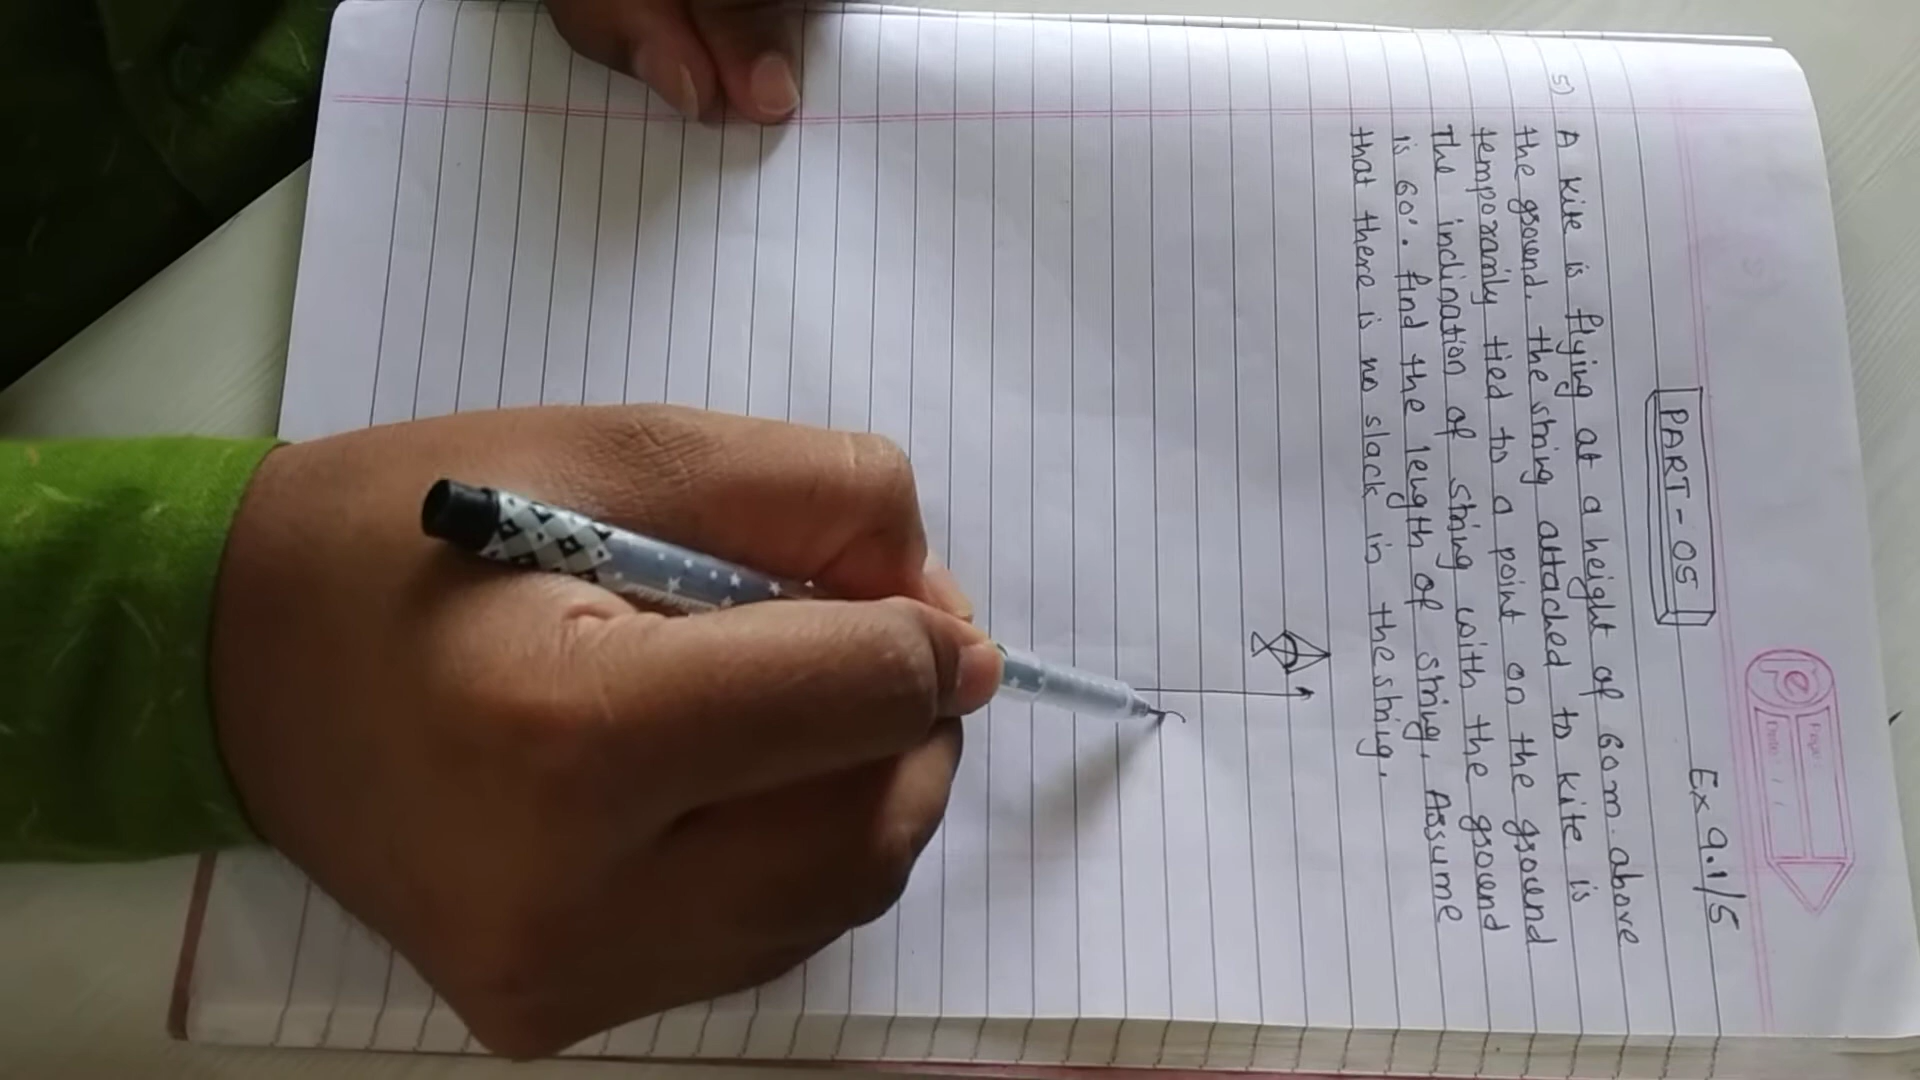 PART-05
Ex 9.1/5
5) A kite is flying at a height of 60m. above
the ground. the string attached to kite is
temporarily tied to a point on the ground
The inclination of string with the ground
is 60°. find the length of string. Assume
that there is no slack in the string.